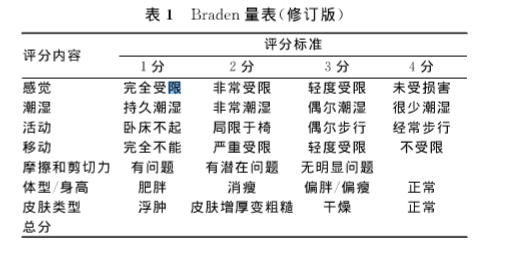 表 1 Braden 量表(修订版)
评分内容 评分标准
1 分 2 分 3 分 4 分
感觉 完全受限 非常受限 轻度受限 未受损害
潮湿 持久潮湿 非常潮湿 偶尔潮湿 很少潮湿
活动 卧床不起 局限于椅 偶尔步行 经常步行
移动 完全不能 严重受限 轻度受限 不受限
摩擦和剪切力 有问题 有潜在问题 无明显问题
体型/身高 肥胖 消瘦 偏胖/偏瘦 正常
皮肤类型 浮肿 皮肤增厚变粗糙 干燥 正常
总分